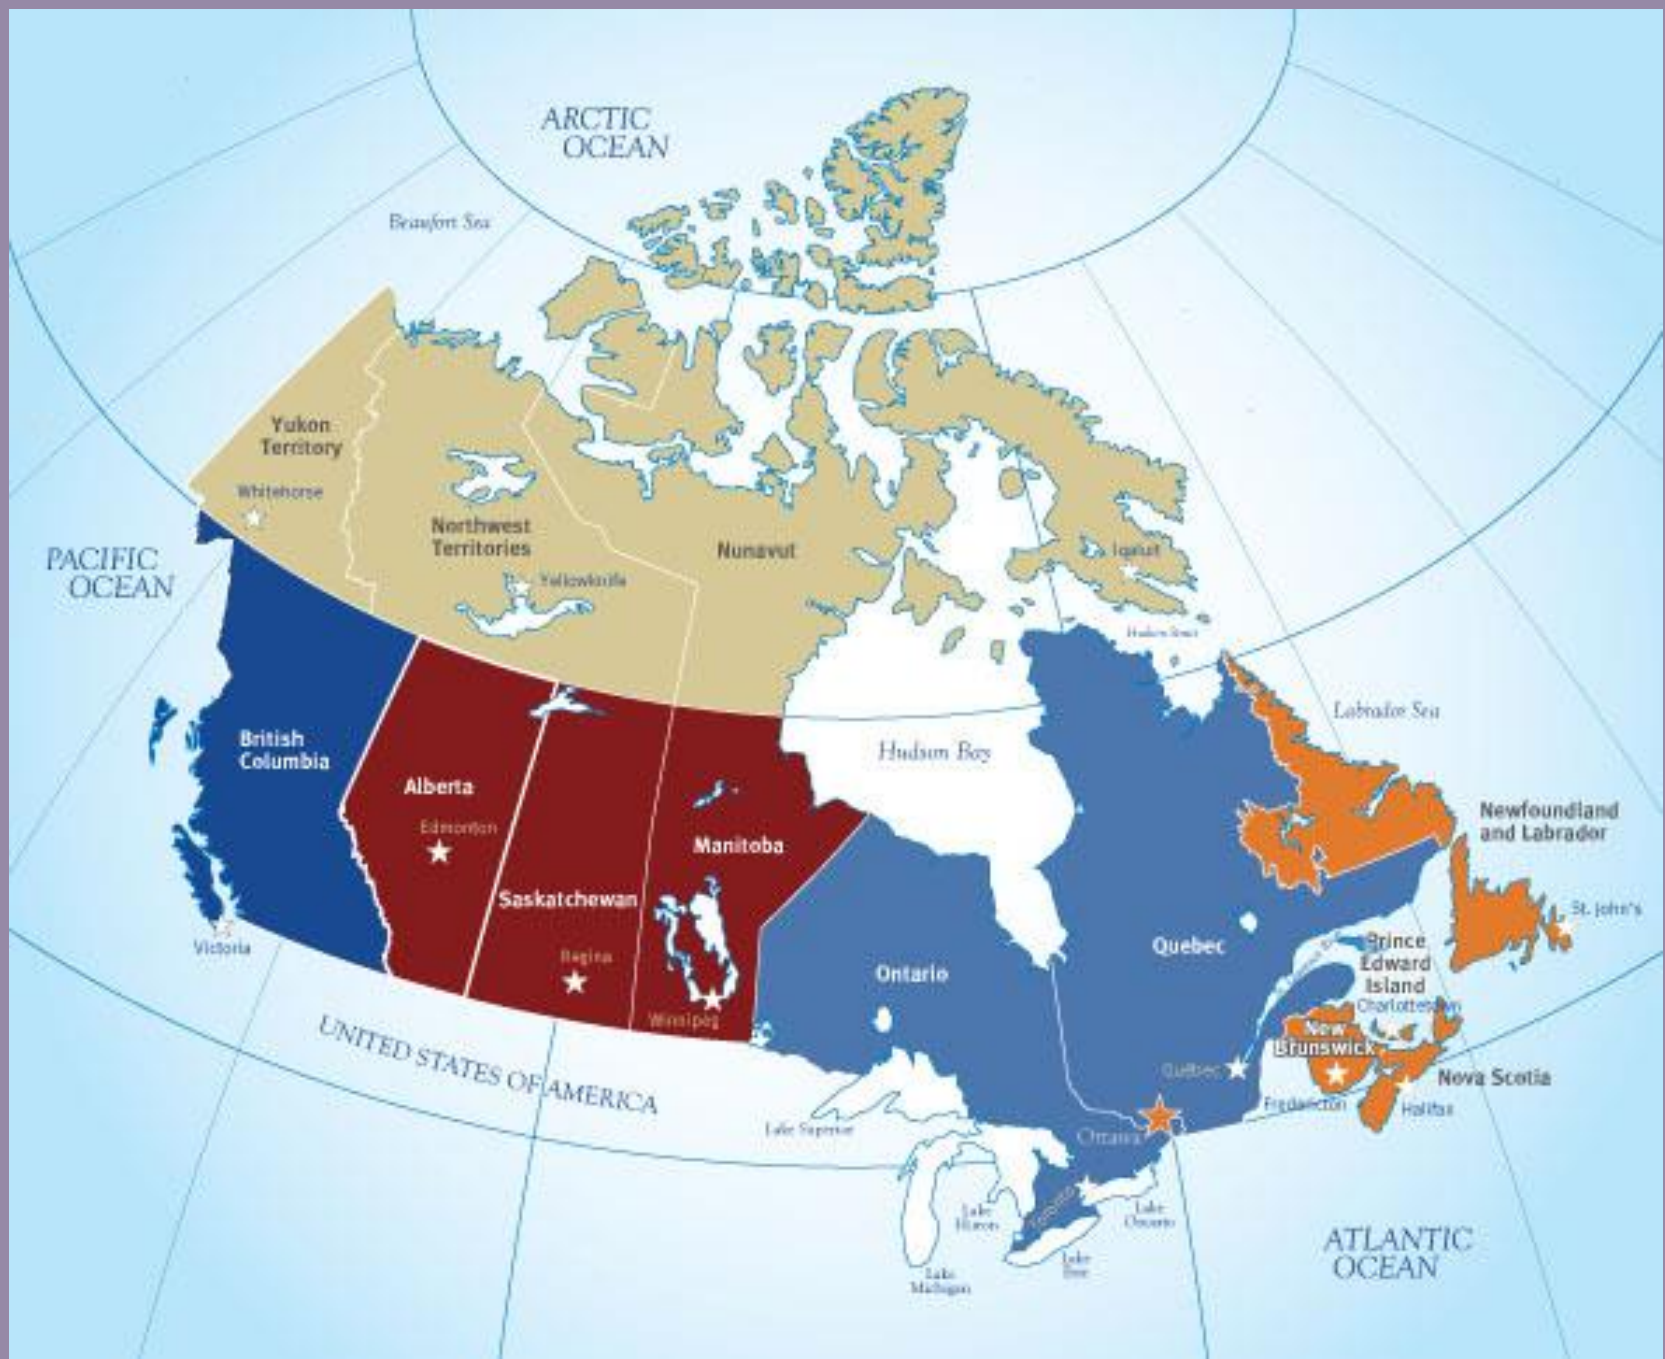 ARCTIC
OCEAN
Beaufort Sea
Yukon
Territory
Whitehorse
Northwest
Territories
Yellowknife
Nunavut
Iqaluit
PACIFIC
OCEAN
Hudson Strait
Labrador Sea
British
Columbia
Hudson Bay
Alberta
Edmonton
Manitoba
Newfoundland
and Labrador
Saskatchewan
St. John's
Victoria
Regina
Winnipeg
Ontario
Quebec
Prince
Edward
Island
Charlottetown
New
Brunswick
UNITED STATES OF AMERICA
Québec
Nova Scotia
Fredericton
Halifax
Lake Superior
Ottawa
Toronto
Lake
Huron
Lake
Ontario
Lake
Erie
Lake
Michigan
ATLANTIC
OCEAN